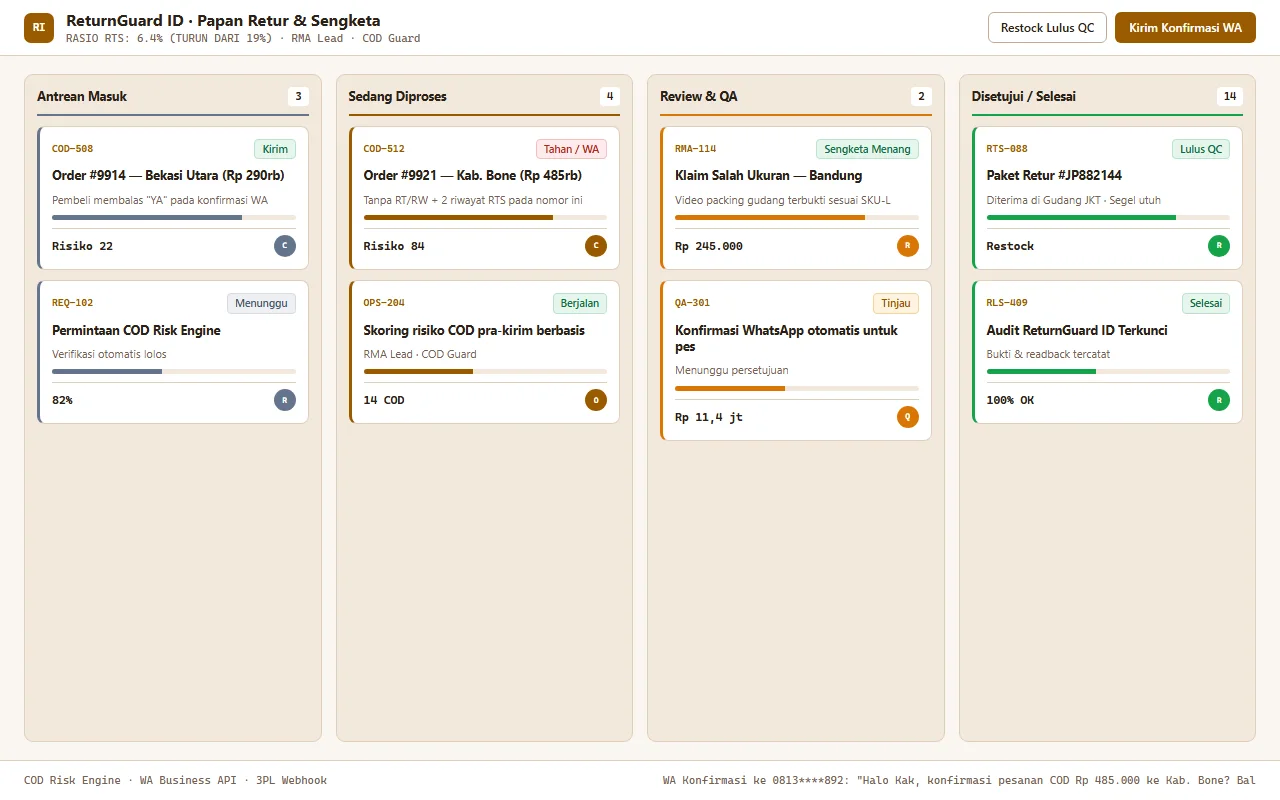 RI
ReturnGuard ID · Papan Retur & Sengketa
RASIO RTS: 6.4% (TURUN DARI 19%) · RMA Lead · COD Guard
Restock Lulus QC
Kirim Konfirmasi WA
Antrean Masuk
3
COD-508
Kirim
Order #9914 — Bekasi Utara (Rp 290rb)
Pembeli membalas "YA" pada konfirmasi WA
Risiko 22
C
REQ-102
Menunggu
Permintaan COD Risk Engine
Verifikasi otomatis lolos
82%
R
Sedang Diproses
4
COD-512
Tahan / WA
Order #9921 — Kab. Bone (Rp 485rb)
Tanpa RT/RW + 2 riwayat RTS pada nomor ini
Risiko 84
C
OPS-204
Berjalan
Skoring risiko COD pra-kirim berbasis
RMA Lead · COD Guard
14 COD
O
Review & QA
2
RMA-114
Sengketa Menang
Klaim Salah Ukuran — Bandung
Video packing gudang terbukti sesuai SKU-L
Rp 245.000
R
QA-301
Tinjau
Konfirmasi WhatsApp otomatis untuk
pes
Menunggu persetujuan
Rp 11,4 jt
Q
Disetujui / Selesai
14
RTS-088
Lulus QC
Paket Retur #JP882144
Diterima di Gudang JKT · Segel utuh
Restock
R
RLS-409
Selesai
Audit ReturnGuard ID Terkunci
Bukti & readback tercatat
100% OK
R
COD Risk Engine · WA Business API · 3PL Webhook
WA Konfirmasi ke 0813****892: "Halo Kak, konfirmasi pesanan COD Rp 485.000 ke Kab. Bone? Bal